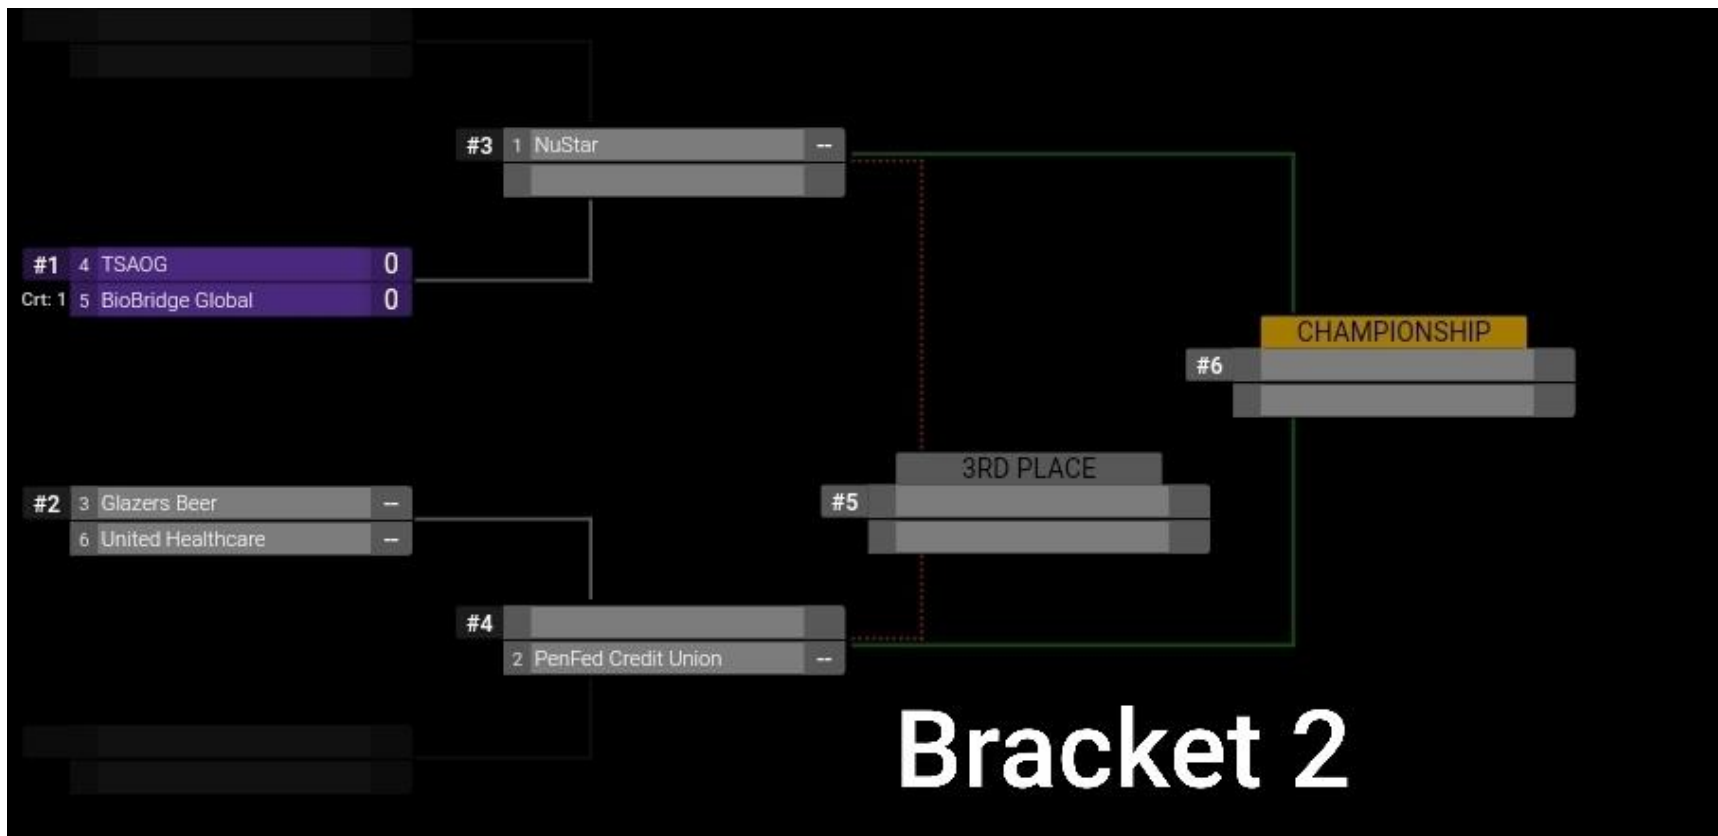 #3 1 NuStar --
#1 4 TSAOG 0
Crt: 1 5 BioBridge Global 0
CHAMPIONSHIP
#6
3RD PLACE
#5
#2 3 Glazers Beer --
6 United Healthcare --
#4
2 PenFed Credit Union --
Bracket 2